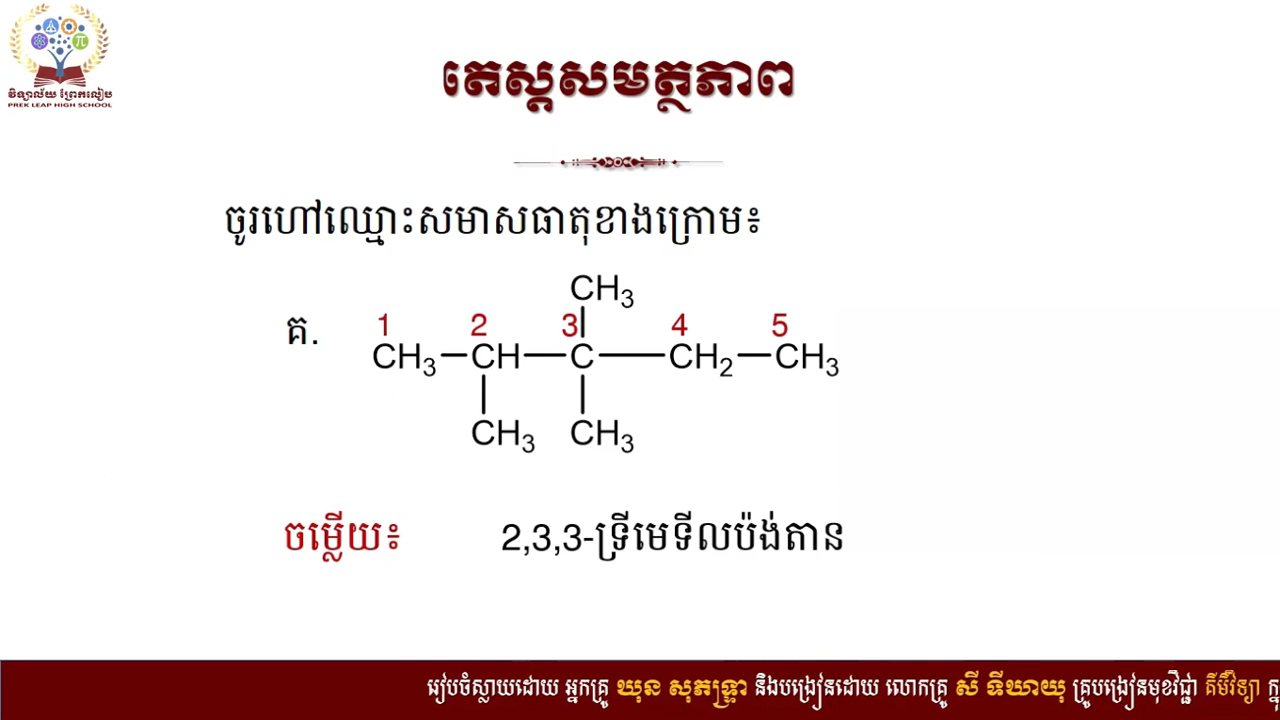 វិទ្យាល័យ ព្រែកលៀប
PREK LEAP HIGH SCHOOL
តេស្តសមត្ថភាព
ចូរហៅឈ្មោះសមាសធាតុខាងក្រោម៖
CH3
គ. 1 2 3 4 5
CH3 CH C CH2 CH3
CH3 CH3
ចម្លើយ៖ 2,3,3-ទ្រីមេទីលប៉ង់តាន
រៀបចំស្លាយដោយ អ្នកគ្រូ ឃុន សុភទ្ទ្រា និងបង្រៀនដោយ លោកគ្រូ សី ទីឃាយុ គ្រូបង្រៀនមុខវិជ្ជា គីមីវិទ្យា